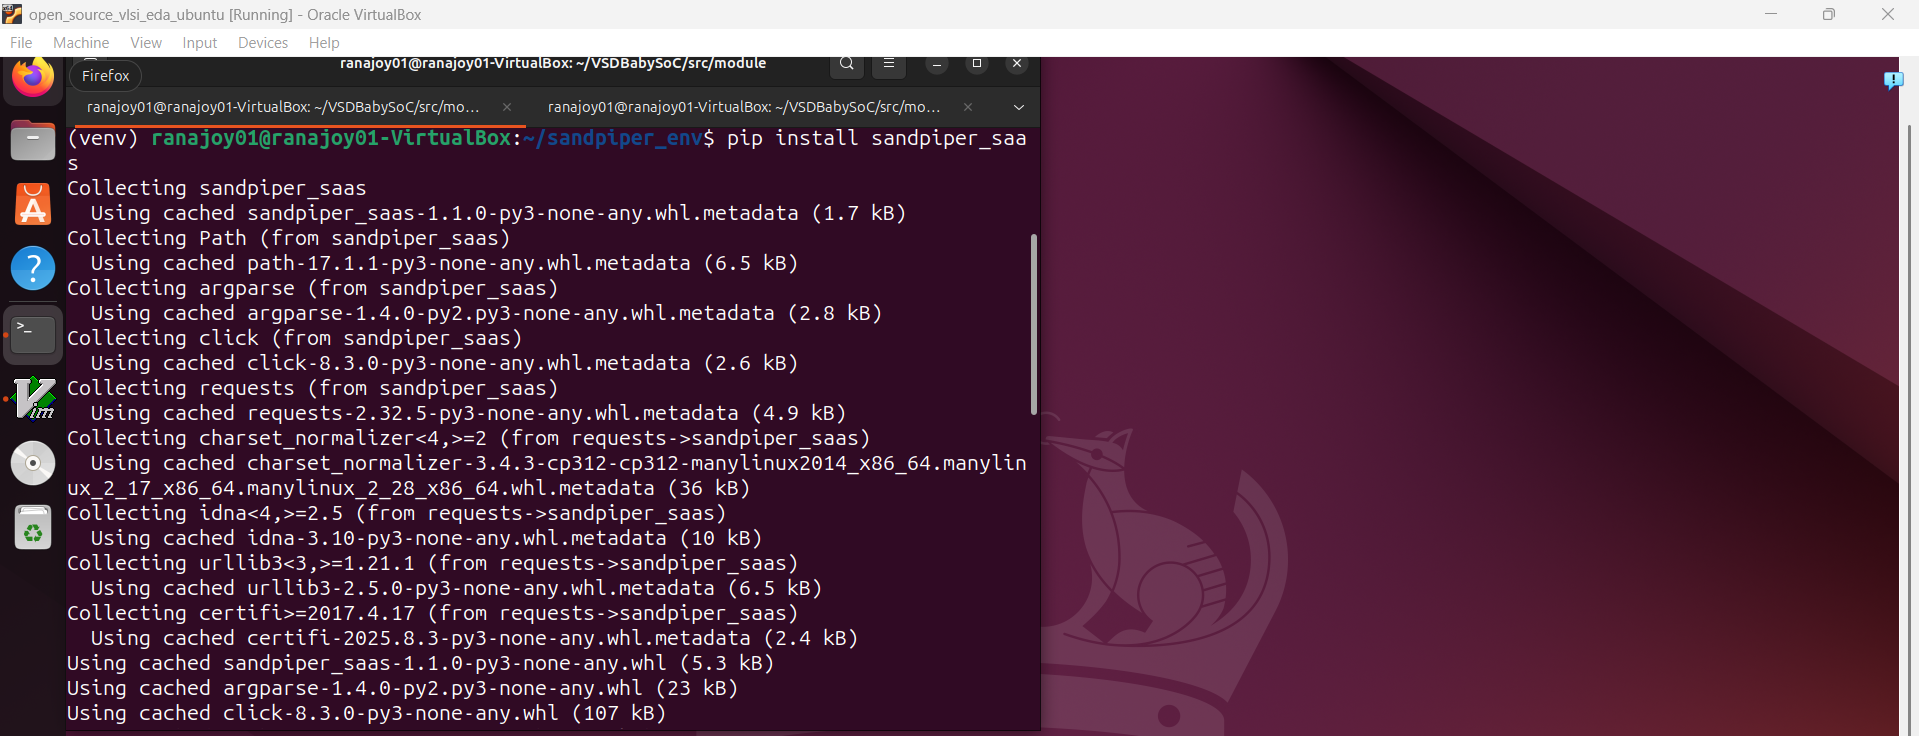 open_source_vlsi_eda_ubuntu [Running] - Oracle VirtualBox
File Machine View Input Devices Help
ranajoy01@ranajoy01-VirtualBox: ~/VSDBabySoC/src/module
Firefox
ranajoy01@ranajoy01-VirtualBox: ~/VSDBabySoC/src/mo...
ranajoy01@ranajoy01-VirtualBox: ~/VSDBabySoC/src/mo...
(venv) ranajoy01@ranajoy01-VirtualBox:~/sandpiper_env$ pip install sandpiper_saa
s
Collecting sandpiper_saas
  Using cached sandpiper_saas-1.1.0-py3-none-any.whl.metadata (1.7 kB)
Collecting Path (from sandpiper_saas)
  Using cached path-17.1.1-py3-none-any.whl.metadata (6.5 kB)
Collecting argparse (from sandpiper_saas)
  Using cached argparse-1.4.0-py2.py3-none-any.whl.metadata (2.8 kB)
Collecting click (from sandpiper_saas)
  Using cached click-8.3.0-py3-none-any.whl.metadata (2.6 kB)
Collecting requests (from sandpiper_saas)
  Using cached requests-2.32.5-py3-none-any.whl.metadata (4.9 kB)
Collecting charset_normalizer<4,>=2 (from requests->sandpiper_saas)
  Using cached charset_normalizer-3.4.3-cp312-cp312-manylinux2014_x86_64.manylin
ux_2_17_x86_64.manylinux_2_28_x86_64.whl.metadata (36 kB)
Collecting idna<4,>=2.5 (from requests->sandpiper_saas)
  Using cached idna-3.10-py3-none-any.whl.metadata (10 kB)
Collecting urllib3<3,>=1.21.1 (from requests->sandpiper_saas)
  Using cached urllib3-2.5.0-py3-none-any.whl.metadata (6.5 kB)
Collecting certifi>=2017.4.17 (from requests->sandpiper_saas)
  Using cached certifi-2025.8.3-py3-none-any.whl.metadata (2.4 kB)
Using cached sandpiper_saas-1.1.0-py3-none-any.whl (5.3 kB)
Using cached argparse-1.4.0-py2.py3-none-any.whl (23 kB)
Using cached click-8.3.0-py3-none-any.whl (107 kB)